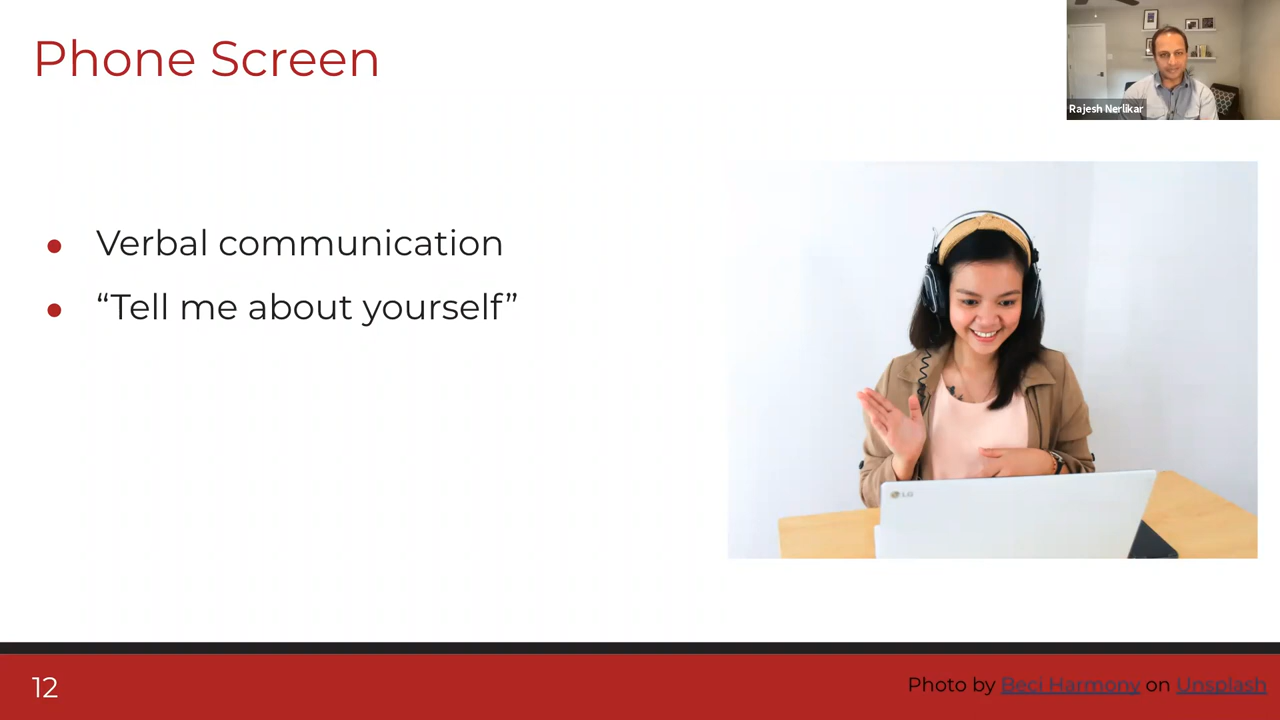 Phone Screen
Rajesh Nerlikar
● Verbal communication
● “Tell me about yourself”
LG
12
Photo by Beci Harmony on Unsplash